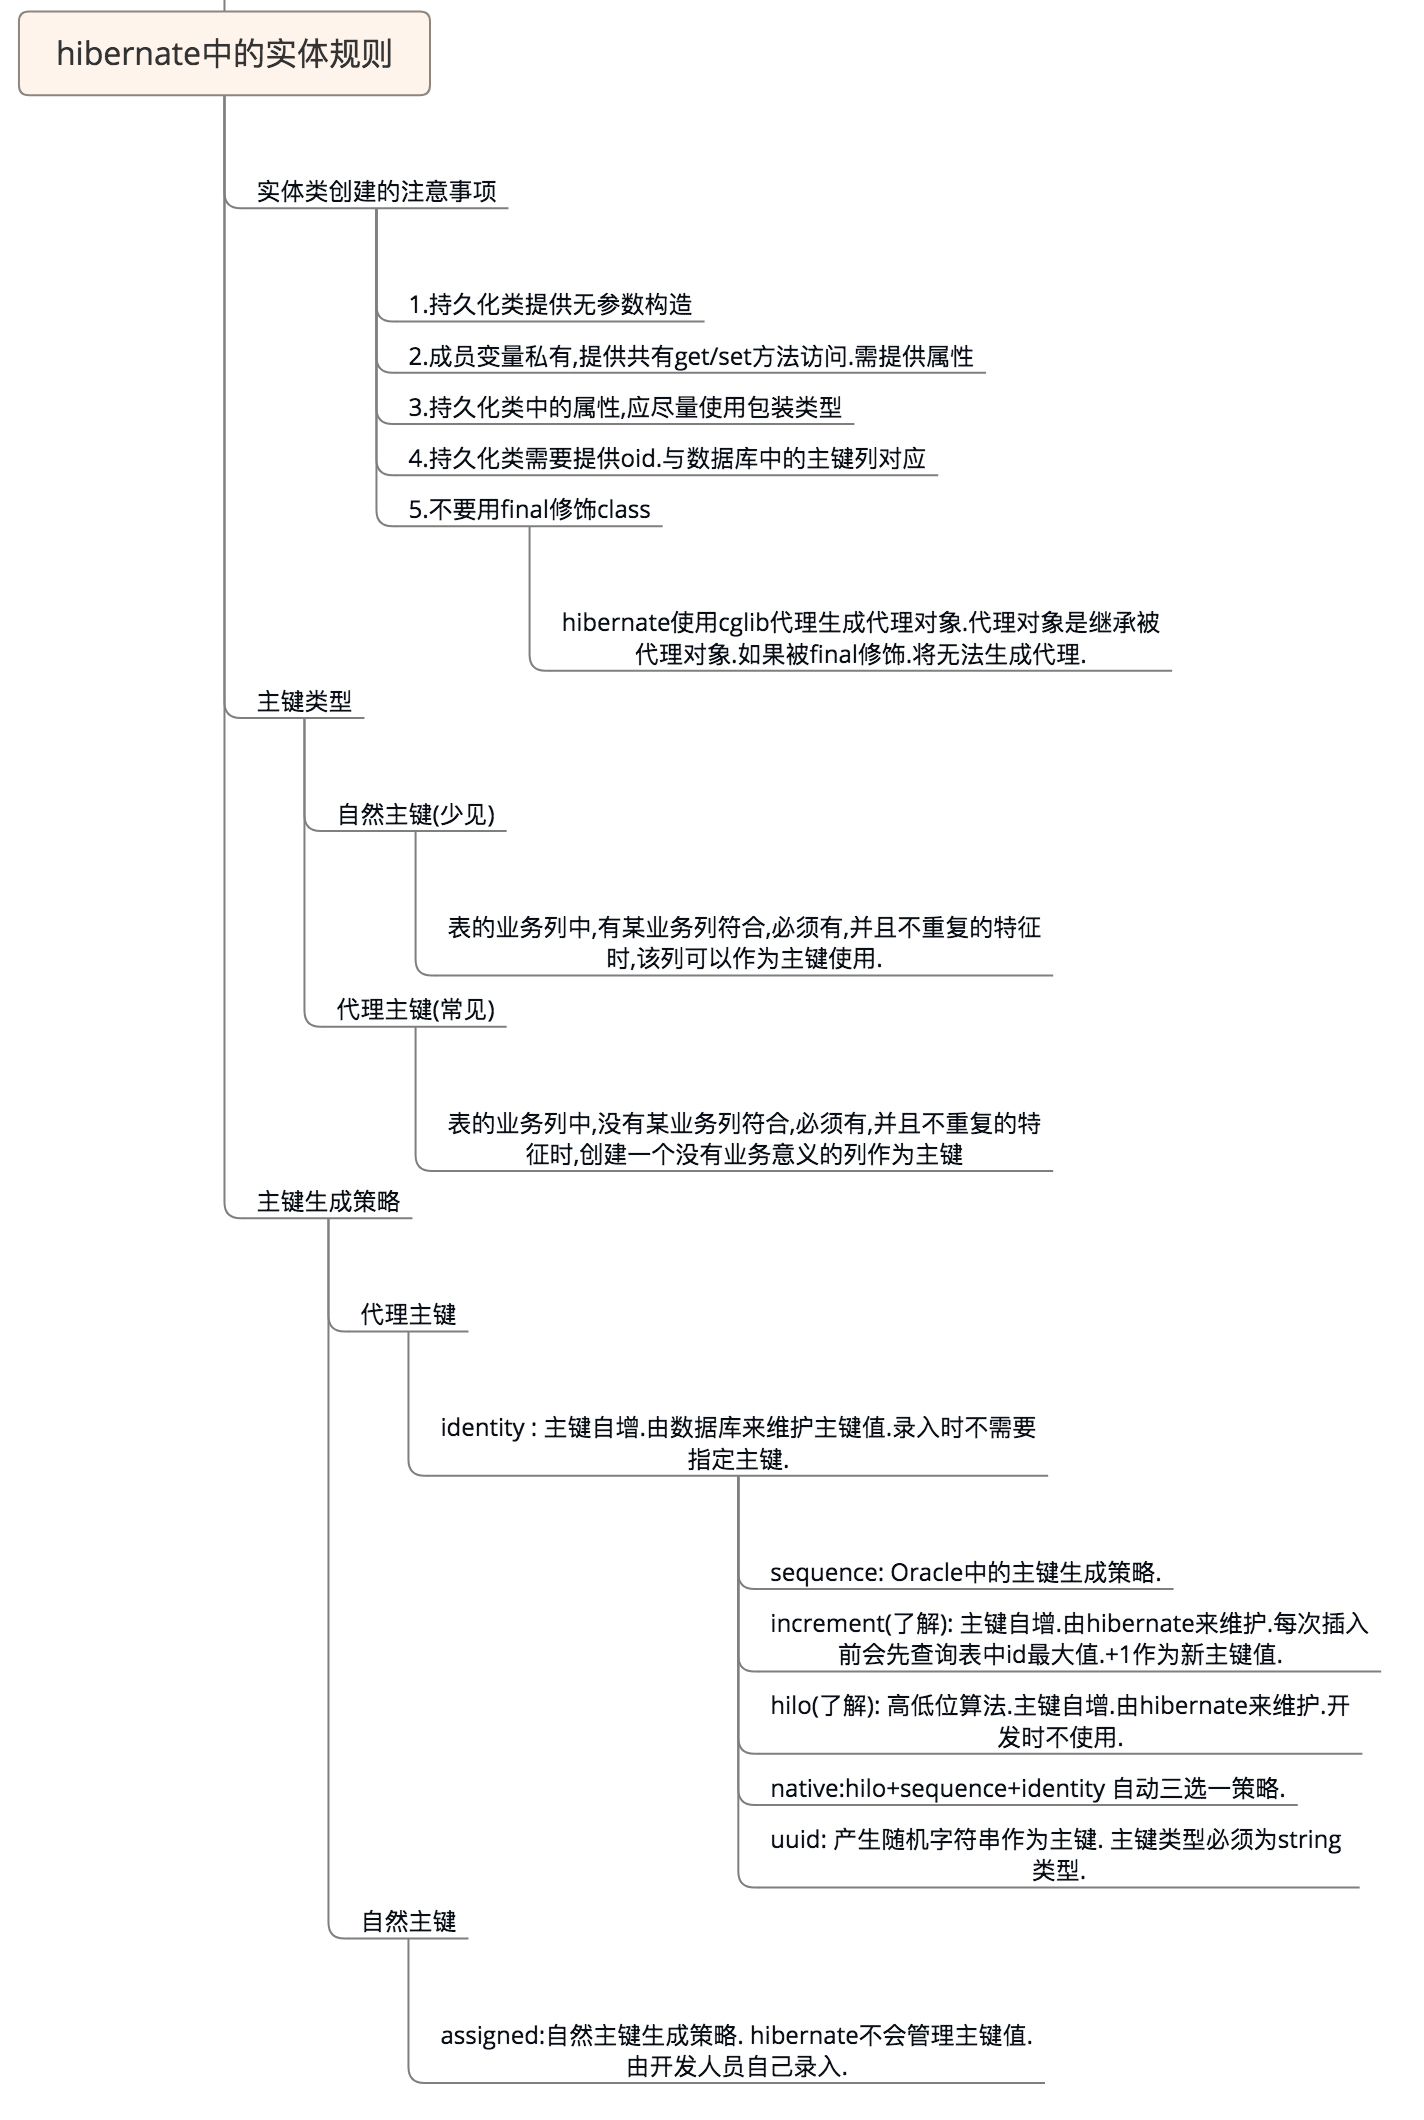 hibernate中的实体规则
实体类创建的注意事项
1.持久化类提供无参数构造
2.成员变量私有,提供共有get/set方法访问.需提供属性
3.持久化类中的属性,应尽量使用包装类型
4.持久化类需要提供oid.与数据库中的主键列对应
5.不要用final修饰class
hibernate使用cglib代理生成代理对象.代理对象是继承被
代理对象.如果被final修饰.将无法生成代理.
主键类型
自然主键(少见)
表的业务列中,有某业务列符合,必须有,并且不重复的特征
时,该列可以作为主键使用.
代理主键(常见)
表的业务列中,没有某业务列符合,必须有,并且不重复的特
征时,创建一个没有业务意义的列作为主键
主键生成策略
代理主键
identity : 主键自增.由数据库来维护主键值.录入时不需要
指定主键.
sequence: Oracle中的主键生成策略.
increment(了解): 主键自增.由hibernate来维护.每次插入
前会先查询表中id最大值.+1作为新主键值.
hilo(了解): 高低位算法.主键自增.由hibernate来维护.开
发时不使用.
native:hilo+sequence+identity 自动三选一策略.
uuid: 产生随机字符串作为主键. 主键类型必须为string
类型.
自然主键
assigned:自然主键生成策略. hibernate不会管理主键值.
由开发人员自己录入.